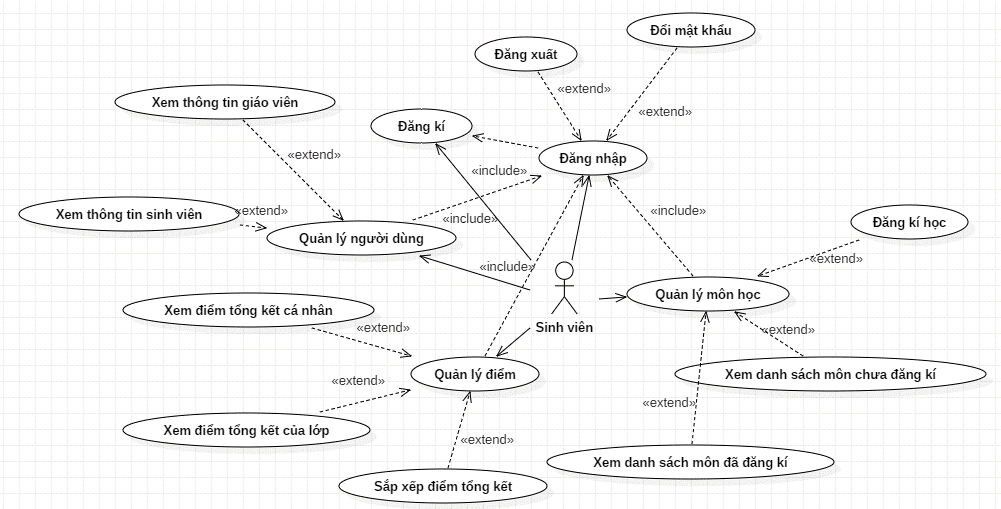 Đổi mật khẩu
Đăng xuất
«extend»
«extend»
Xem thông tin giáo viên
Đăng kí
Đăng nhập
«extend»
«include»
Xem thông tin sinh viên
«extend»
«include»
«include»
Đăng kí học
Quản lý người dùng
«extend»
«include»
Quản lý môn học
Xem điểm tổng kết cá nhân
«extend»
Sinh viên
«extend»
Quản lý điểm
Xem danh sách môn chưa đăng kí
«extend»
«extend»
Xem điểm tổng kết của lớp
«extend»
Xem danh sách môn đã đăng kí
Sắp xếp điểm tổng kết